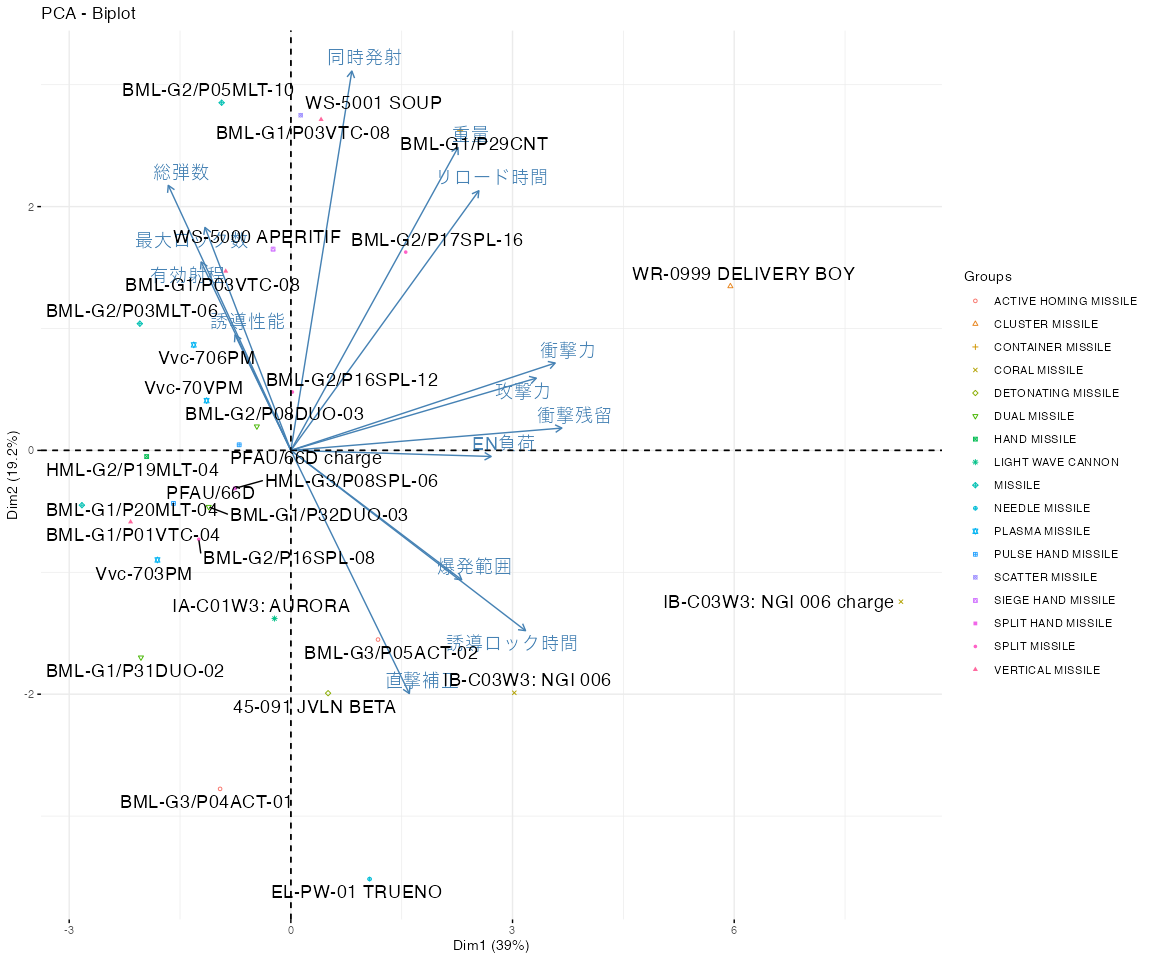 PCA - Biplot
同時発射
BML-G2/P05MLT-10
WS-5001 SOUP
BML-G1/P03VTC-08
重量
BML-G1/P29CNT
総弾数
リロード時間
2
WS-5000 APERITIF
最大ロック数
BML-G2/P17SPL-16
有効射程
BML-G1/P03VTC-08
WR-0999 DELIVERY BOY
BML-G2/P03MLT-06
誘導性能
Vvc-706PM
衝撃力
BML-G2/P16SPL-12
Vvc-70VPM
攻撃力
BML-G2/P08DUO-03
衝撃残留
EN負荷
0
PFAU/66D charge
HML-G2/P19MLT-04
HML-G3/P08SPL-06
PFAU/66D
BML-G1/P20MLT-04
BML-G1/P32DUO-03
BML-G1/P01VTC-04
BML-G2/P16SPL-08
爆発範囲
Vvc-703PM
IA-C01W3: AURORA
IB-C03W3: NGI 006 charge
誘導ロック時間
BML-G3/P05ACT-02
BML-G1/P31DUO-02
直撃補正
IB-C03W3: NGI 006
-2
45-091 JVLN BETA
BML-G3/P04ACT-01
EL-PW-01 TRUENO
-3
0
3
6
Dim1 (39%)
Dim2 (19.2%)
Groups
ACTIVE HOMING MISSILE
CLUSTER MISSILE
CONTAINER MISSILE
CORAL MISSILE
DETONATING MISSILE
DUAL MISSILE
HAND MISSILE
LIGHT WAVE CANNON
MISSILE
NEEDLE MISSILE
PLASMA MISSILE
PULSE HAND MISSILE
SCATTER MISSILE
SIEGE HAND MISSILE
SPLIT HAND MISSILE
SPLIT MISSILE
VERTICAL MISSILE